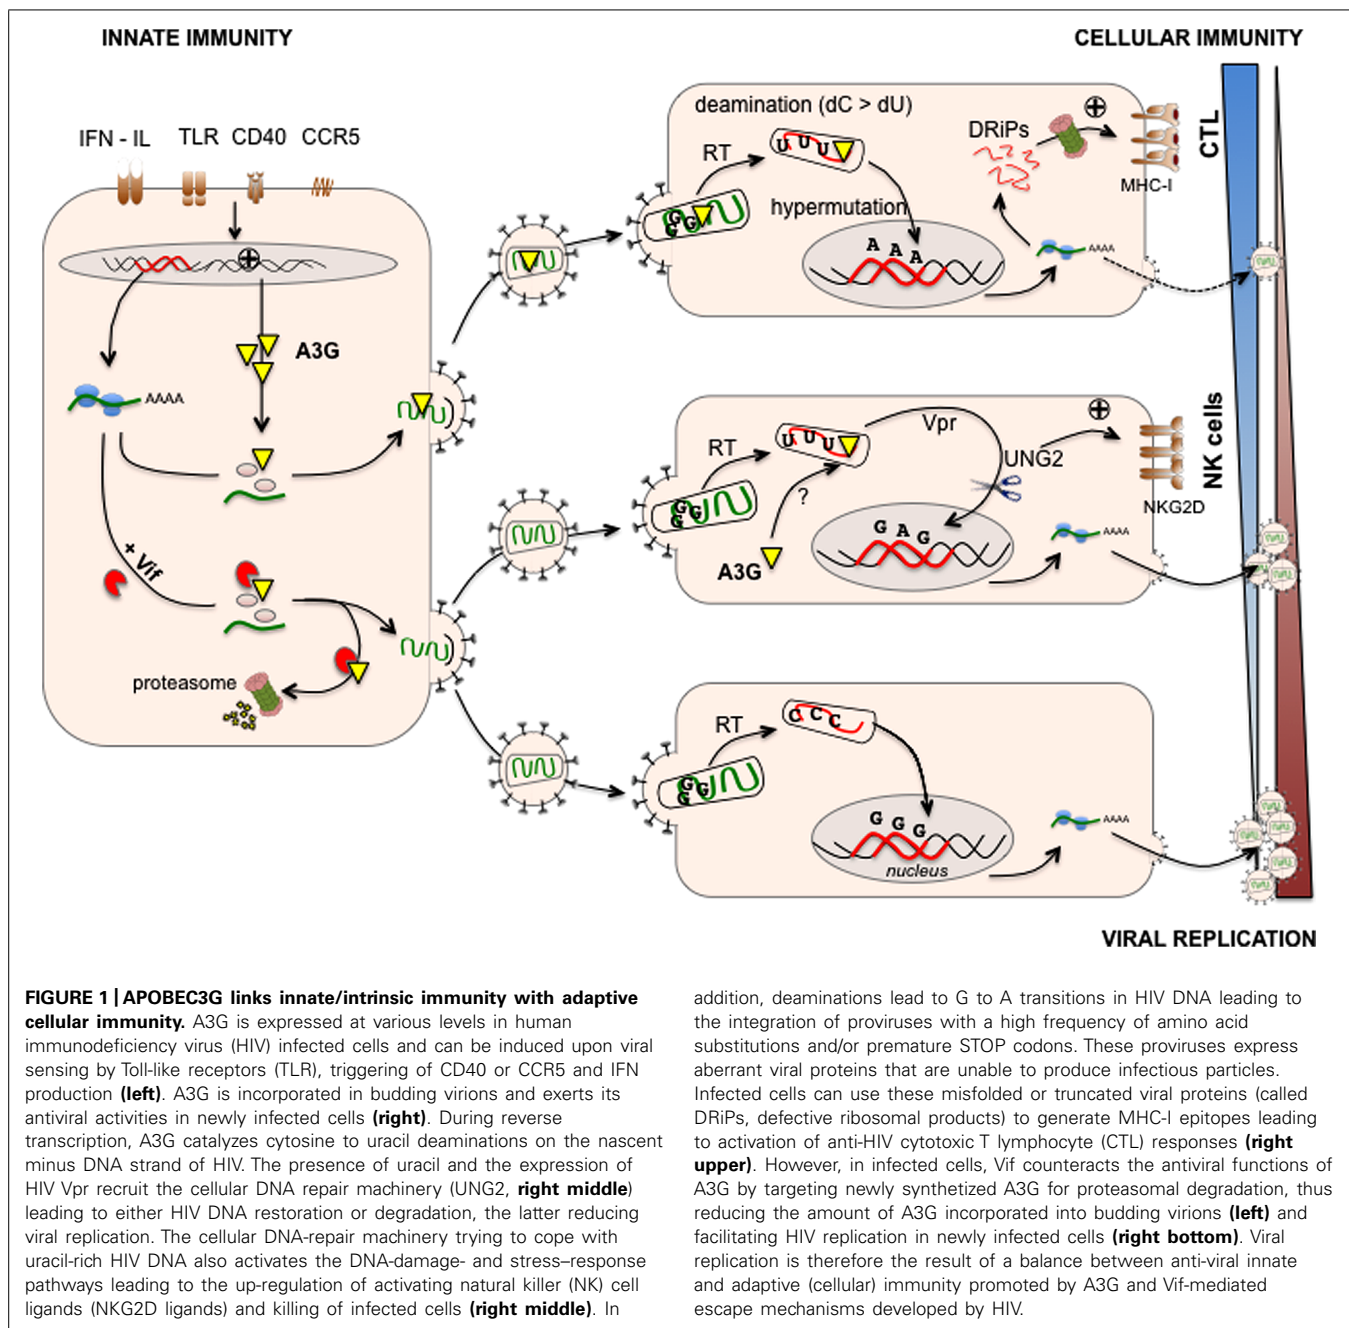 INNATE IMMUNITY
CELLULAR IMMUNITY
IFN - IL
TLR
CD40
CCR5
A3G
AAAA
+ Vif
proteasome
deamination (dC > dU)
RT
U U U
G G
G
hypermutation
A A A
DRiPs
MHC-I
AAAA
CTL
RT
U U U
G G
G
?
A3G
Vpr
UNG2
G A G
NKG2D
AAAA
NK cells
RT
C C C
G G
G
G G G
nucleus
AAAA
VIRAL REPLICATION
FIGURE 1 | APOBEC3G links innate/intrinsic immunity with adaptive
cellular immunity. A3G is expressed at various levels in human
immunodeficiency virus (HIV) infected cells and can be induced upon viral
sensing by Toll-like receptors (TLR), triggering of CD40 or CCR5 and IFN
production (left). A3G is incorporated in budding virions and exerts its
antiviral activities in newly infected cells (right). During reverse
transcription, A3G catalyzes cytosine to uracil deaminations on the nascent
minus DNA strand of HIV. The presence of uracil and the expression of
HIV Vpr recruit the cellular DNA repair machinery (UNG2, right middle)
leading to either HIV DNA restoration or degradation, the latter reducing
viral replication. The cellular DNA-repair machinery trying to cope with
uracil-rich HIV DNA also activates the DNA-damage- and stress–response
pathways leading to the up-regulation of activating natural killer (NK) cell
ligands (NKG2D ligands) and killing of infected cells (right middle). In
addition, deaminations lead to G to A transitions in HIV DNA leading to
the integration of proviruses with a high frequency of amino acid
substitutions and/or premature STOP codons. These proviruses express
aberrant viral proteins that are unable to produce infectious particles.
Infected cells can use these misfolded or truncated viral proteins (called
DRiPs, defective ribosomal products) to generate MHC-I epitopes leading
to activation of anti-HIV cytotoxic T lymphocyte (CTL) responses (right
upper). However, in infected cells, Vif counteracts the antiviral functions of
A3G by targeting newly synthetized A3G for proteasomal degradation, thus
reducing the amount of A3G incorporated into budding virions (left) and
facilitating HIV replication in newly infected cells (right bottom). Viral
replication is therefore the result of a balance between anti-viral innate
and adaptive (cellular) immunity promoted by A3G and Vif-mediated
escape mechanisms developed by HIV.